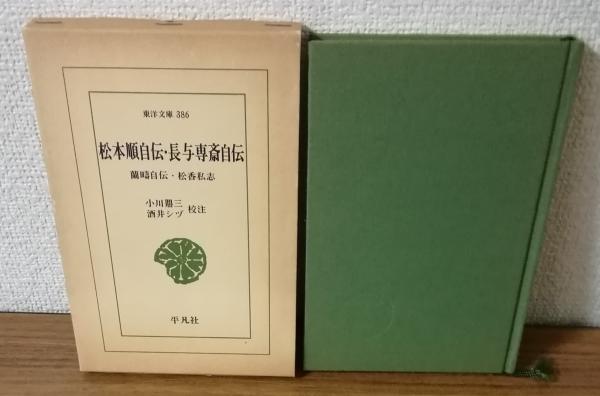 東洋文庫 386
松本順自伝・長与専斎自伝
蘭疇自伝・松香私志
小川鼎三
酒井シヅ 校注
平凡社